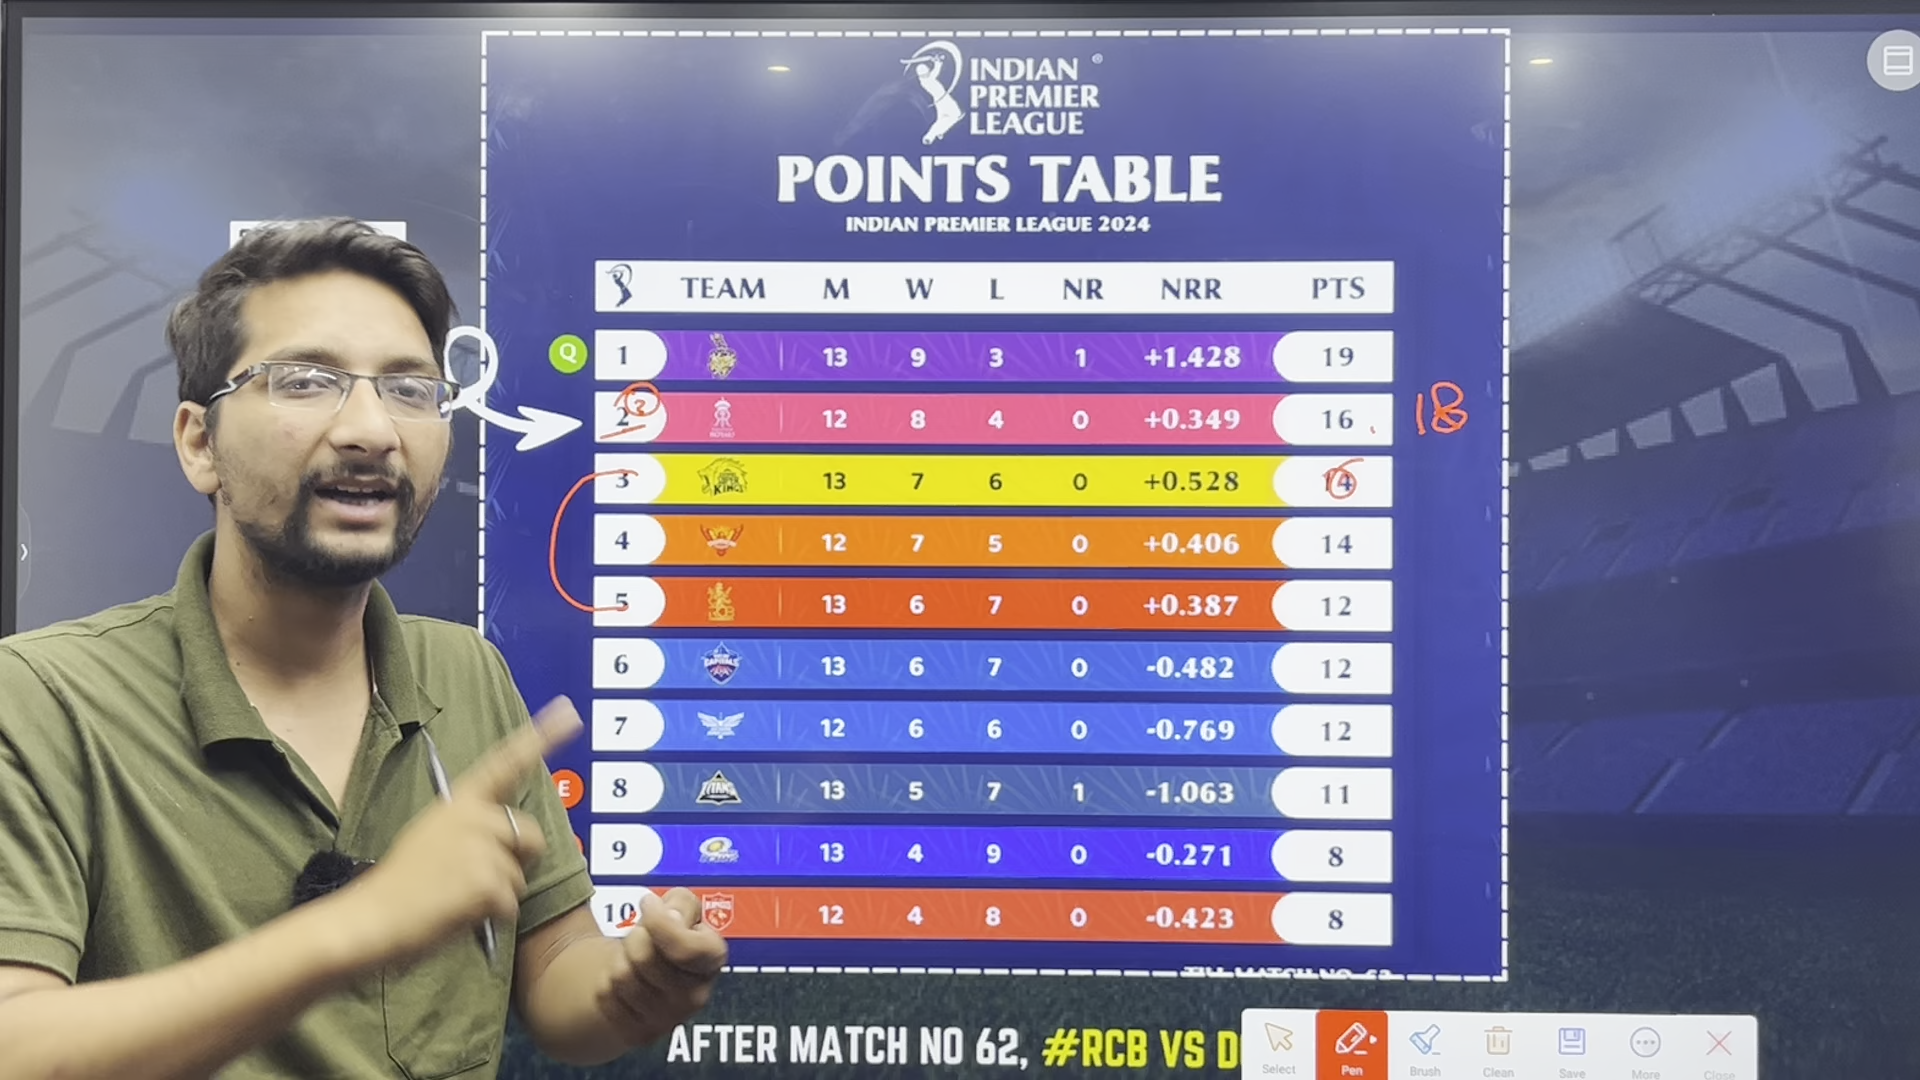 INDIAN
PREMIER
LEAGUE
POINTS TABLE
INDIAN PREMIER LEAGUE 2024
TEAM M W L NR NRR PTS
Q 1 13 9 3 1 +1.428 19
2 12 8 4 0 +0.349 16 18
3 KINGS 13 7 6 0 +0.528 16
4 12 7 5 0 +0.406 14
5 13 6 7 0 +0.387 12
6 CAPITALS 13 6 7 0 -0.482 12
7 12 6 6 0 -0.769 12
E 8 TITANS 13 5 7 1 -1.063 11
9 13 4 9 0 -0.271 8
10 12 4 8 0 -0.423 8
AFTER MATCH NO 62, #RCB VS D
Select Pen Brush Clean Save More Close